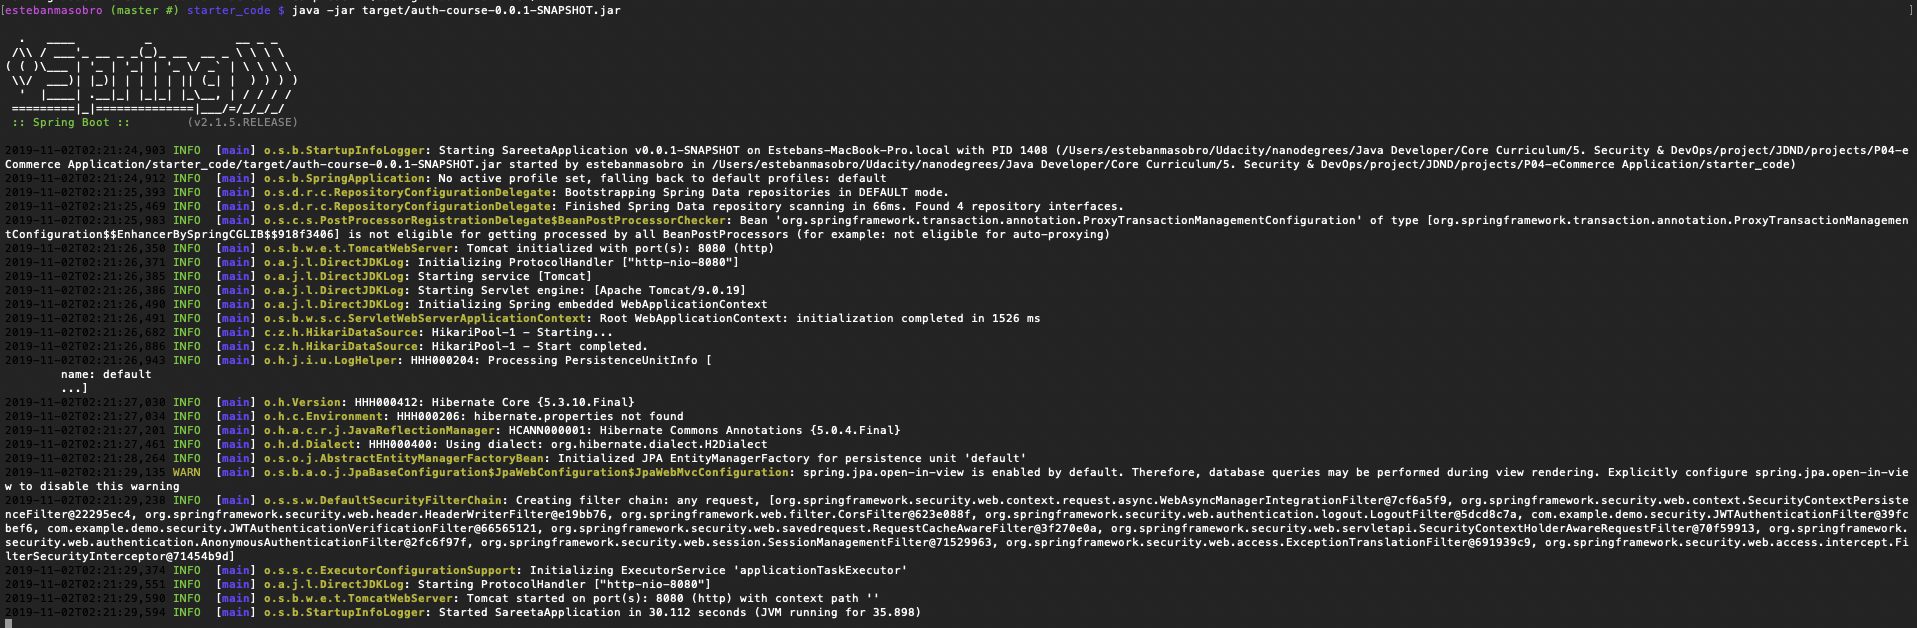 [estebanmasobro (master #) starter_code $ java -jar target/auth-course-0.0.1-SNAPSHOT.jar ]
  .   ____          _            __ _ _
 /\\ / ___'_ __ _ _(_)_ __  __ _ \ \ \ \
( ( )\___ | '_ | '_| | '_ \/ _` | \ \ \ \
 \\/  ___)| |_)| | | | | || (_| |  ) ) ) )
  '  |____| .__|_| |_|_| |_\__, | / / / /
 =========|_|==============|___/=/_/_/_/
 :: Spring Boot ::        (v2.1.5.RELEASE)
2019-11-02T02:21:24,903 INFO  [main] o.s.b.StartupInfoLogger: Starting SareetaApplication v0.0.1-SNAPSHOT on Estebans-MacBook-Pro.local with PID 1408 (/Users/estebanmasobro/Udacity/nanodegrees/Java Developer/Core Curriculum/5. Security & DevOps/project/JDND/projects/P04-e
Commerce Application/starter_code/target/auth-course-0.0.1-SNAPSHOT.jar started by estebanmasobro in /Users/estebanmasobro/Udacity/nanodegrees/Java Developer/Core Curriculum/5. Security & DevOps/project/JDND/projects/P04-eCommerce Application/starter_code)
2019-11-02T02:21:24,912 INFO  [main] o.s.b.SpringApplication: No active profile set, falling back to default profiles: default
2019-11-02T02:21:25,393 INFO  [main] o.s.d.r.c.RepositoryConfigurationDelegate: Bootstrapping Spring Data repositories in DEFAULT mode.
2019-11-02T02:21:25,469 INFO  [main] o.s.d.r.c.RepositoryConfigurationDelegate: Finished Spring Data repository scanning in 66ms. Found 4 repository interfaces.
2019-11-02T02:21:25,983 INFO  [main] o.s.c.s.PostProcessorRegistrationDelegate$BeanPostProcessorChecker: Bean 'org.springframework.transaction.annotation.ProxyTransactionManagementConfiguration' of type [org.springframework.transaction.annotation.ProxyTransactionManagemen
tConfiguration$$EnhancerBySpringCGLIB$$918f3406] is not eligible for getting processed by all BeanPostProcessors (for example: not eligible for auto-proxying)
2019-11-02T02:21:26,350 INFO  [main] o.s.b.w.e.t.TomcatWebServer: Tomcat initialized with port(s): 8080 (http)
2019-11-02T02:21:26,371 INFO  [main] o.a.j.l.DirectJDKLog: Initializing ProtocolHandler ["http-nio-8080"]
2019-11-02T02:21:26,385 INFO  [main] o.a.j.l.DirectJDKLog: Starting service [Tomcat]
2019-11-02T02:21:26,386 INFO  [main] o.a.j.l.DirectJDKLog: Starting Servlet engine: [Apache Tomcat/9.0.19]
2019-11-02T02:21:26,490 INFO  [main] o.a.j.l.DirectJDKLog: Initializing Spring embedded WebApplicationContext
2019-11-02T02:21:26,491 INFO  [main] o.s.b.w.s.c.ServletWebServerApplicationContext: Root WebApplicationContext: initialization completed in 1526 ms
2019-11-02T02:21:26,682 INFO  [main] c.z.h.HikariDataSource: HikariPool-1 - Starting...
2019-11-02T02:21:26,886 INFO  [main] c.z.h.HikariDataSource: HikariPool-1 - Start completed.
2019-11-02T02:21:26,943 INFO  [main] o.h.j.i.u.LogHelper: HHH000204: Processing PersistenceUnitInfo [
        name: default
        ...]
2019-11-02T02:21:27,030 INFO  [main] o.h.Version: HHH000412: Hibernate Core {5.3.10.Final}
2019-11-02T02:21:27,034 INFO  [main] o.h.c.Environment: HHH000206: hibernate.properties not found
2019-11-02T02:21:27,201 INFO  [main] o.h.a.c.r.j.JavaReflectionManager: HCANN000001: Hibernate Commons Annotations {5.0.4.Final}
2019-11-02T02:21:27,461 INFO  [main] o.h.d.Dialect: HHH000400: Using dialect: org.hibernate.dialect.H2Dialect
2019-11-02T02:21:28,264 INFO  [main] o.s.o.j.AbstractEntityManagerFactoryBean: Initialized JPA EntityManagerFactory for persistence unit 'default'
2019-11-02T02:21:29,135 WARN  [main] o.s.b.a.o.j.JpaBaseConfiguration$JpaWebConfiguration$JpaWebMvcConfiguration: spring.jpa.open-in-view is enabled by default. Therefore, database queries may be performed during view rendering. Explicitly configure spring.jpa.open-in-vie
w to disable this warning
2019-11-02T02:21:29,238 INFO  [main] o.s.s.w.DefaultSecurityFilterChain: Creating filter chain: any request, [org.springframework.security.web.context.request.async.WebAsyncManagerIntegrationFilter@7cf6a5f9, org.springframework.security.web.context.SecurityContextPersiste
nceFilter@22295ec4, org.springframework.security.web.header.HeaderWriterFilter@e19bb76, org.springframework.web.filter.CorsFilter@623e088f, org.springframework.security.web.authentication.logout.LogoutFilter@5dcd8c7a, com.example.demo.security.JWTAuthenticationFilter@39fc
bef6, com.example.demo.security.JWTAuthenticationVerificationFilter@66565121, org.springframework.security.web.savedrequest.RequestCacheAwareFilter@3f270e0a, org.springframework.security.web.servletapi.SecurityContextHolderAwareRequestFilter@70f59913, org.springframework.
security.web.authentication.AnonymousAuthenticationFilter@2fc6f97f, org.springframework.security.web.session.SessionManagementFilter@71529963, org.springframework.security.web.access.ExceptionTranslationFilter@691939c9, org.springframework.security.web.access.intercept.Fi
lterSecurityInterceptor@71454b9d]
2019-11-02T02:21:29,374 INFO  [main] o.s.s.c.ExecutorConfigurationSupport: Initializing ExecutorService 'applicationTaskExecutor'
2019-11-02T02:21:29,551 INFO  [main] o.a.j.l.DirectJDKLog: Starting ProtocolHandler ["http-nio-8080"]
2019-11-02T02:21:29,590 INFO  [main] o.s.b.w.e.t.TomcatWebServer: Tomcat started on port(s): 8080 (http) with context path ''
2019-11-02T02:21:29,594 INFO  [main] o.s.b.StartupInfoLogger: Started SareetaApplication in 30.112 seconds (JVM running for 35.898)